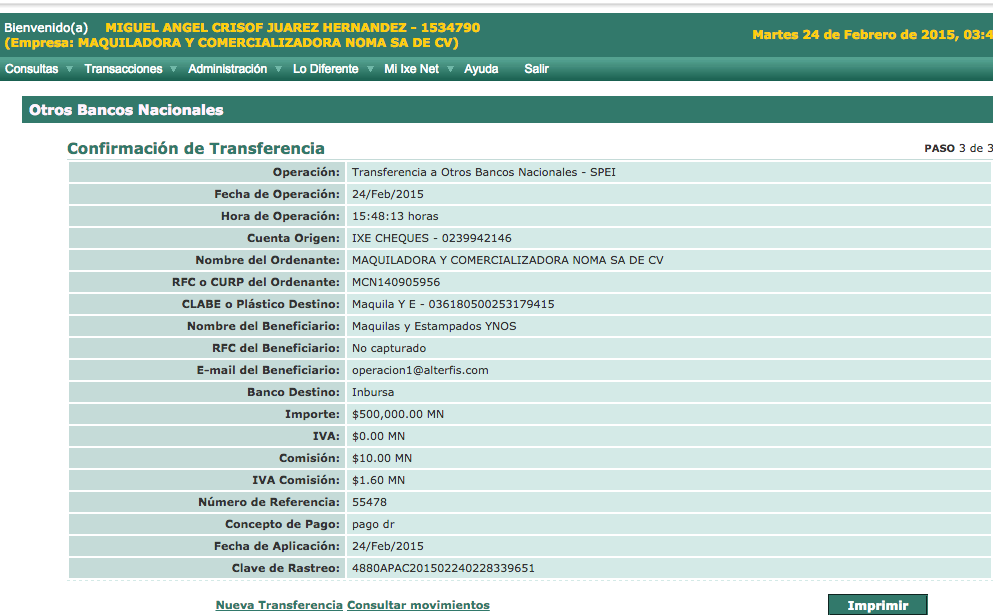 Bienvenido(a) MIGUEL ANGEL CRISOF JUAREZ HERNANDEZ - 1534790
(Empresa: MAQUILADORA Y COMERCIALIZADORA NOMA SA DE CV)
Martes 24 de Febrero de 2015, 03:4
Consultas Transacciones Administración Lo Diferente Mi Ixe Net Ayuda Salir
Otros Bancos Nacionales
Confirmación de Transferencia PASO 3 de 3
Operación: Transferencia a Otros Bancos Nacionales - SPEI
Fecha de Operación: 24/Feb/2015
Hora de Operación: 15:48:13 horas
Cuenta Origen: IXE CHEQUES - 0239942146
Nombre del Ordenante: MAQUILADORA Y COMERCIALIZADORA NOMA SA DE CV
RFC o CURP del Ordenante: MCN140905956
CLABE o Plástico Destino: Maquila Y E - 036180500253179415
Nombre del Beneficiario: Maquilas y Estampados YNOS
RFC del Beneficiario: No capturado
E-mail del Beneficiario: operacion1@alterfis.com
Banco Destino: Inbursa
Importe: $500,000.00 MN
IVA: $0.00 MN
Comisión: $10.00 MN
IVA Comisión: $1.60 MN
Número de Referencia: 55478
Concepto de Pago: pago dr
Fecha de Aplicación: 24/Feb/2015
Clave de Rastreo: 4880APAC201502240228339651
Nueva Transferencia Consultar movimientos Imprimir